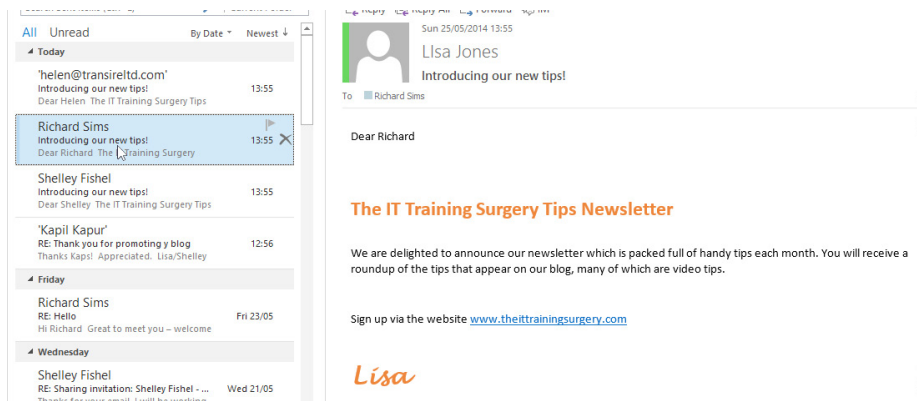 All Unread By Date Newest ↓
Today
'helen@transireltd.com'
Introducing our new tips! 13:55
Dear Helen The IT Training Surgery Tips
Richard Sims
Introducing our new tips! 13:55
Dear Richard The Training Surgery
Shelley Fishel
Introducing our new tips! 13:55
Dear Shelley The IT Training Surgery Tips
'Kapil Kapur'
RE: Thank you for promoting y blog 12:56
Thanks Kaps! Appreciated. Lisa/Shelley
Friday
Richard Sims
RE: Hello Fri 23/05
Hi Richard Great to meet you – welcome
Wednesday
Shelley Fishel
RE: Sharing invitation: Shelley Fishel - ... Wed 21/05
Thanks for your email. I will be working
Reply Reply All Forward IM
Sun 25/05/2014 13:55
LIsa Jones
Introducing our new tips!
To Richard Sims
Dear Richard
The IT Training Surgery Tips Newsletter
We are delighted to announce our newsletter which is packed full of handy tips each month. You will receive a
roundup of the tips that appear on our blog, many of which are video tips.
Sign up via the website www.theittrainingsurgery.com
Lisa